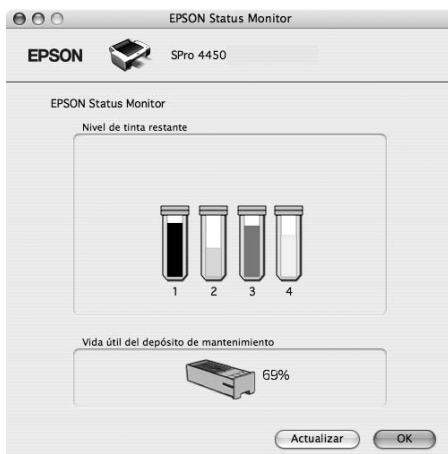 EPSON Status Monitor
EPSON
SPro 4450
EPSON Status Monitor
Nivel de tinta restante
1 2 3 4
Vida útil del depósito de mantenimiento
69%
Actualizar OK